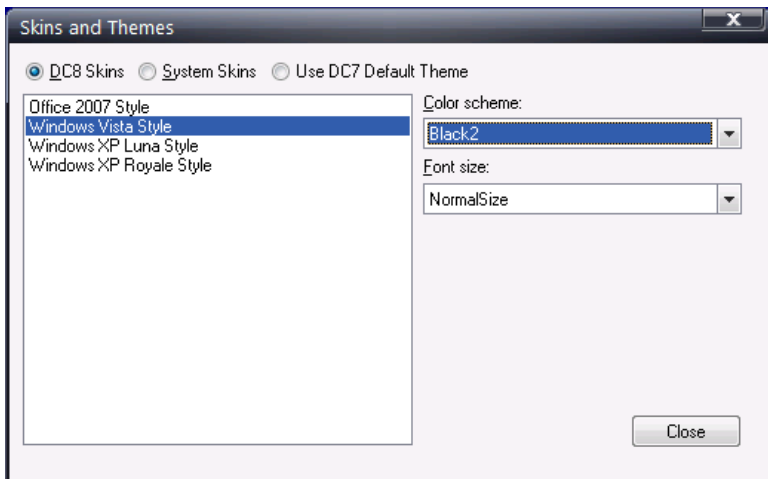 Skins and Themes
DC8 Skins System Skins Use DC7 Default Theme
Office 2007 Style
Windows Vista Style
Windows XP Luna Style
Windows XP Royale Style
Color scheme:
Black2
Font size:
NormalSize
Close